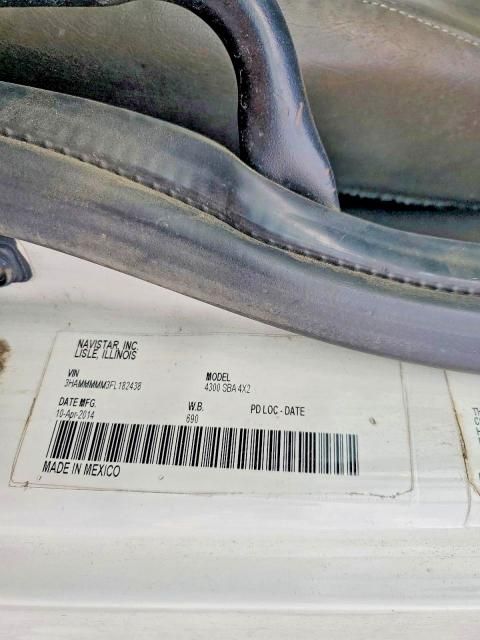 NAVISTAR, INC.
LISLE, ILLINOIS
VIN MODEL
3HAMMMMM3FL182438 4300 SBA 4X2
DATE MFG. W.B. PD LOC - DATE
10-Apr-2014 690
MADE IN MEXICO